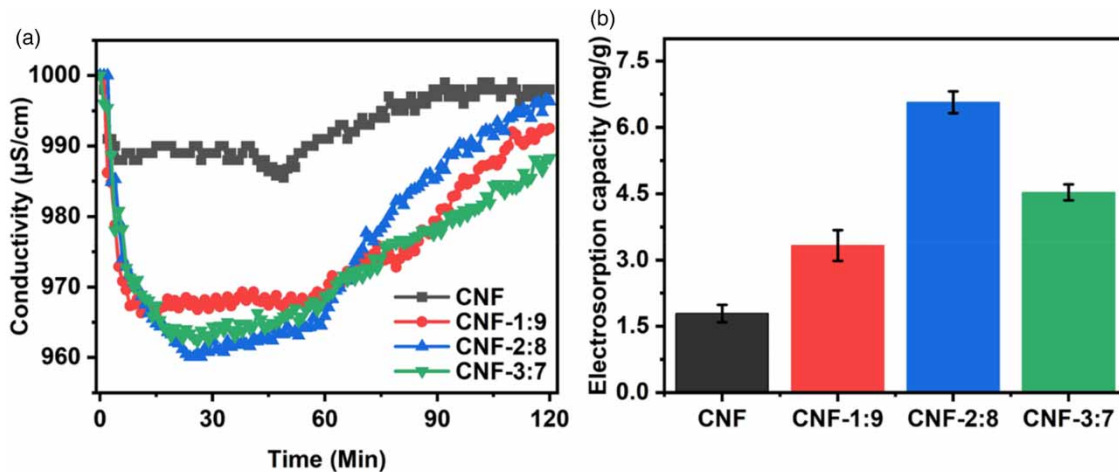 (a)
Conductivity (µS/cm)
1000
990
980
970
960
0
30
60
90
120
Time (Min)
CNF
CNF-1:9
CNF-2:8
CNF-3:7
(b)
Electrosorption capacity (mg/g)
7.5
6.0
4.5
3.0
1.5
0.0
CNF
CNF-1:9
CNF-2:8
CNF-3:7